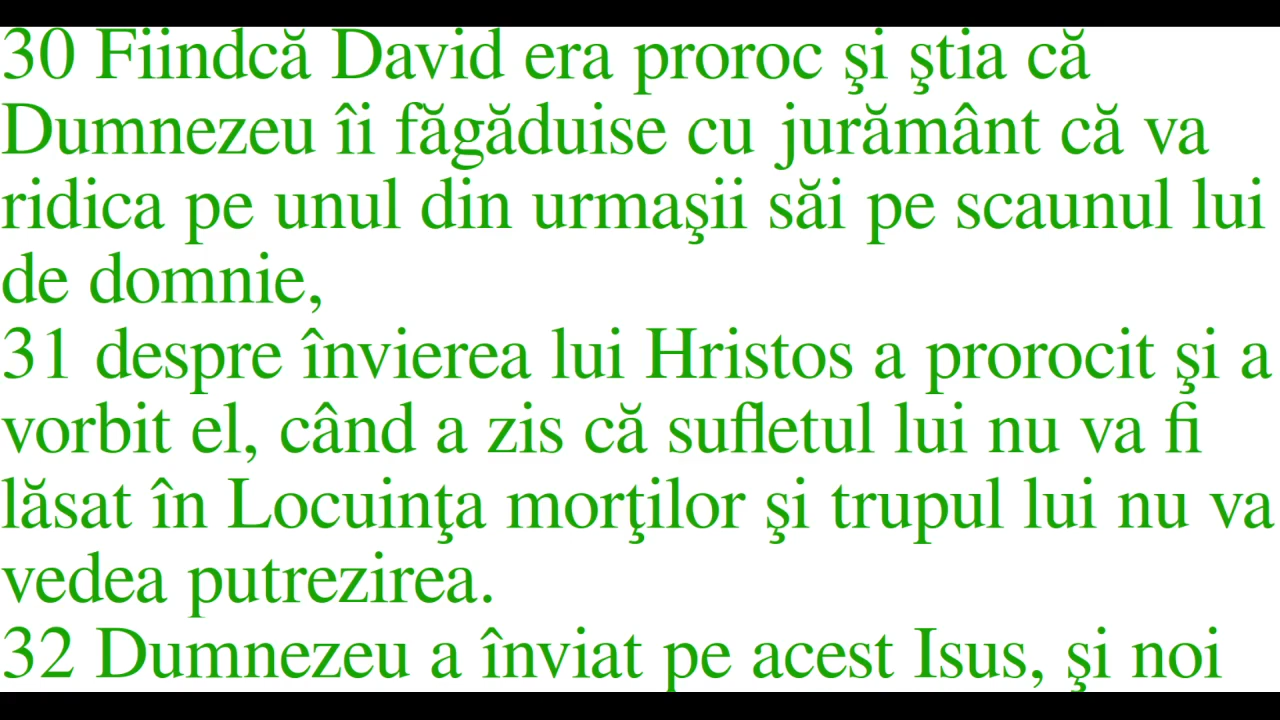 30 Fiindcă David era proroc şi ştia că
Dumnezeu îi făgăduise cu jurământ că va
ridica pe unul din urmaşii săi pe scaunul lui
de domnie,
31 despre învierea lui Hristos a prorocit şi a
vorbit el, când a zis că sufletul lui nu va fi
lăsat în Locuinţa morţilor şi trupul lui nu va
vedea putrezirea.
32 Dumnezeu a înviat pe acest Isus, şi noi